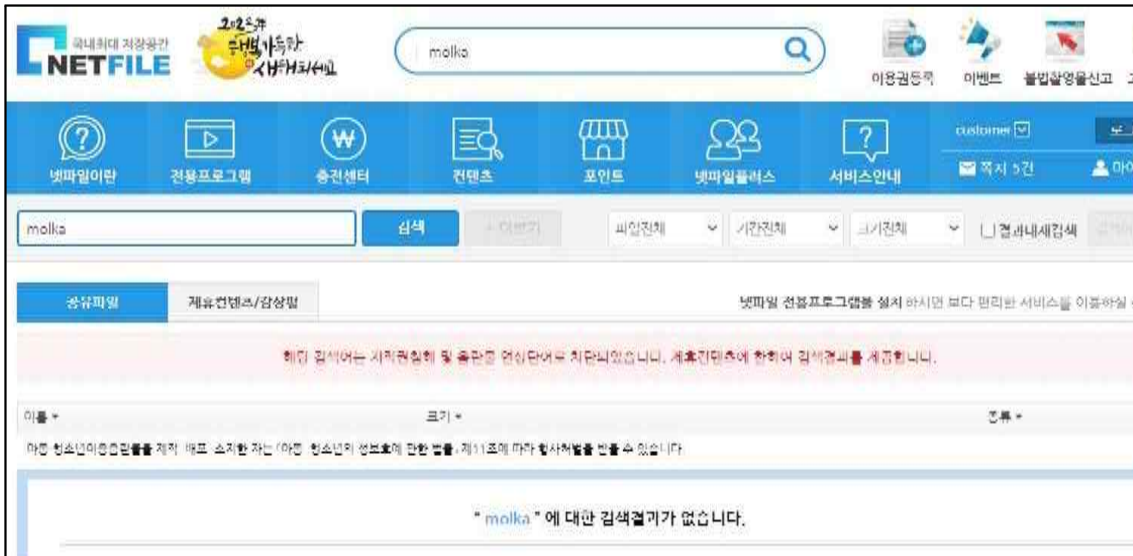 국내최대 저장공간
NETFILE
molka
이용권등록
이벤트
불법촬영물신고
넷파일이란
전용프로그램
충전센터
컨텐츠
포인트
넷파일플러스
서비스안내
customer
쪽지 5건
molka
검색
파일전체
기간전체
크기전체
결과내재검색
공유파일
제휴컨텐츠/감상평
넷파일 전용프로그램을 설치 하시면 보다 편리한 서비스를 이용하실
해당 검색어는 저작권침해 및 음란물 연상단어로 차단되었습니다. 제휴컨텐츠에 한하여 검색결과를 제공합니다.
이름
크기
종류
아동 청소년이용음란물을 제작 배포 소지한 자는 「아동 청소년의 성보호에 관한 법률」 제11조에 따라 형사처벌을 받을 수 있습니다
" molka " 에 대한 검색결과가 없습니다.